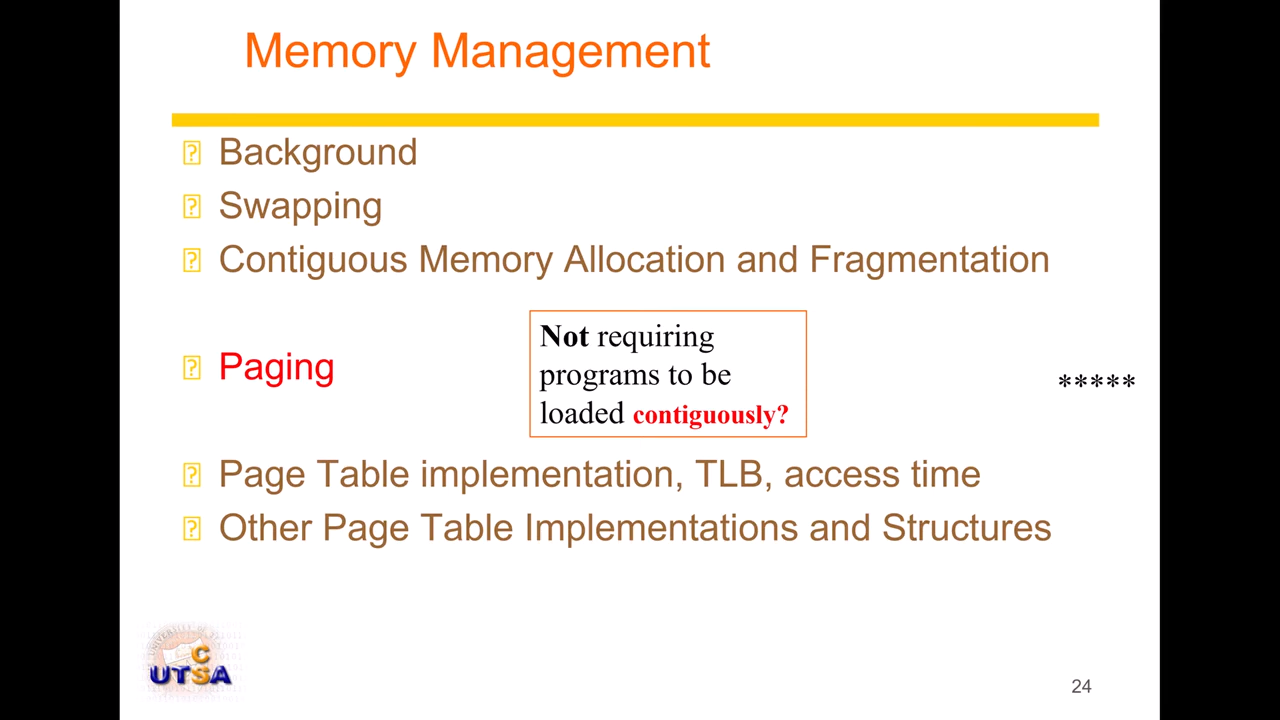 Memory Management
Background
Swapping
Contiguous Memory Allocation and Fragmentation
Paging
Not requiring
programs to be
loaded contiguously?
*****
Page Table implementation, TLB, access time
Other Page Table Implementations and Structures
CS
UTSA
24